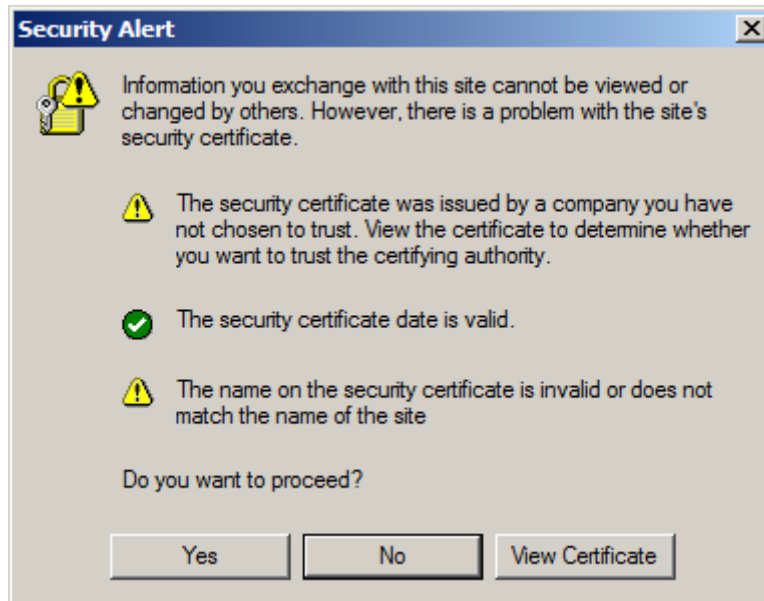 Security Alert
Information you exchange with this site cannot be viewed or
changed by others. However, there is a problem with the site's
security certificate.
The security certificate was issued by a company you have
not chosen to trust. View the certificate to determine whether
you want to trust the certifying authority.
The security certificate date is valid.
The name on the security certificate is invalid or does not
match the name of the site
Do you want to proceed?
Yes
No
View Certificate